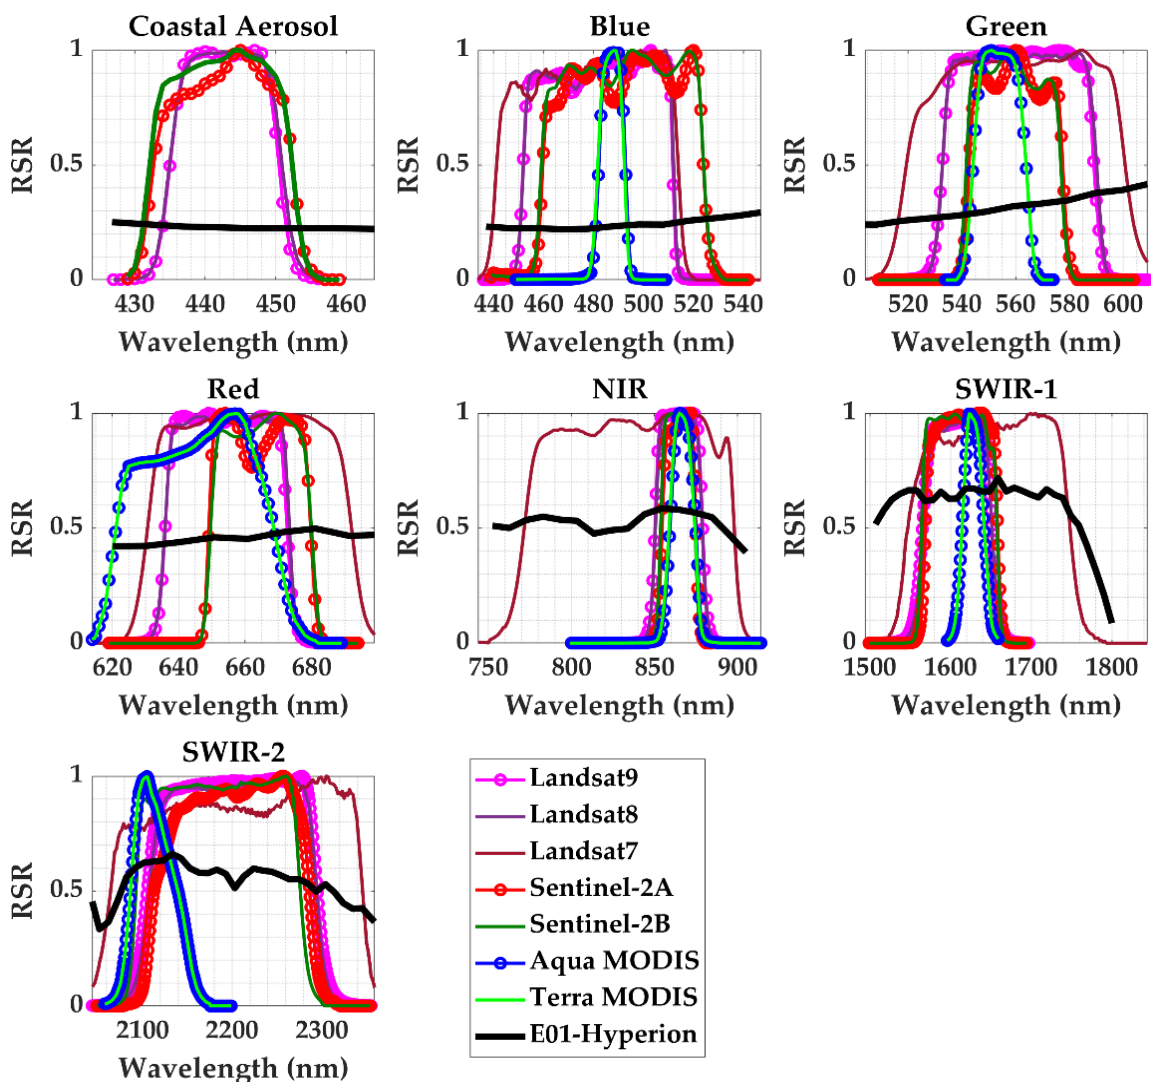 Coastal Aerosol
1
0.5
0
RSR
430 440 450 460
Wavelength (nm)
Blue
1
0.5
0
RSR
440 460 480 500 520 540
Wavelength (nm)
Green
1
0.5
0
RSR
520 540 560 580 600
Wavelength (nm)
Red
1
0.5
0
RSR
620 640 660 680
Wavelength (nm)
NIR
1
0.5
0
RSR
750 800 850 900
Wavelength (nm)
SWIR-1
1
0.5
0
RSR
1500 1600 1700 1800
Wavelength (nm)
SWIR-2
1
0.5
0
RSR
2100 2200 2300
Wavelength (nm)
Landsat9
Landsat8
Landsat7
Sentinel-2A
Sentinel-2B
Aqua MODIS
Terra MODIS
E01-Hyperion